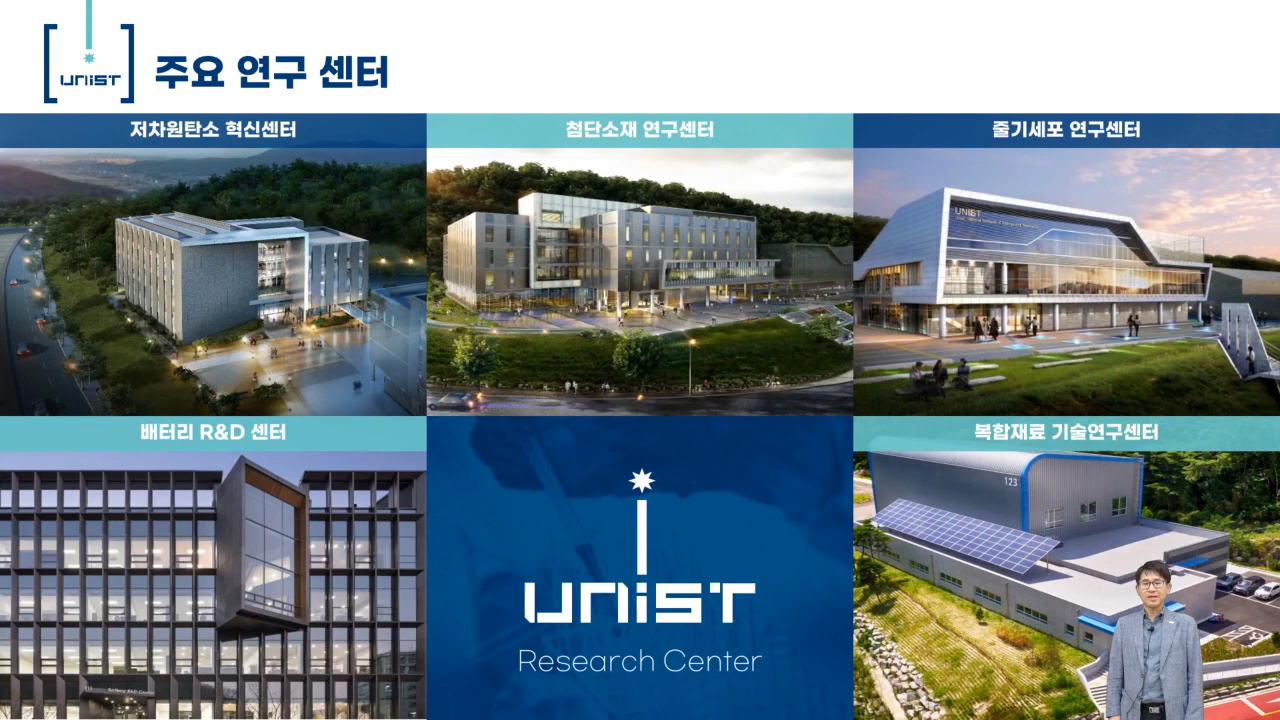 UNIST
주요 연구 센터
저차원탄소 혁신센터
첨단소재 연구센터
줄기세포 연구센터
UNIST
배터리 R&D 센터
복합재료 기술연구센터
123
UNIST
Research Center
Battery R&D Center